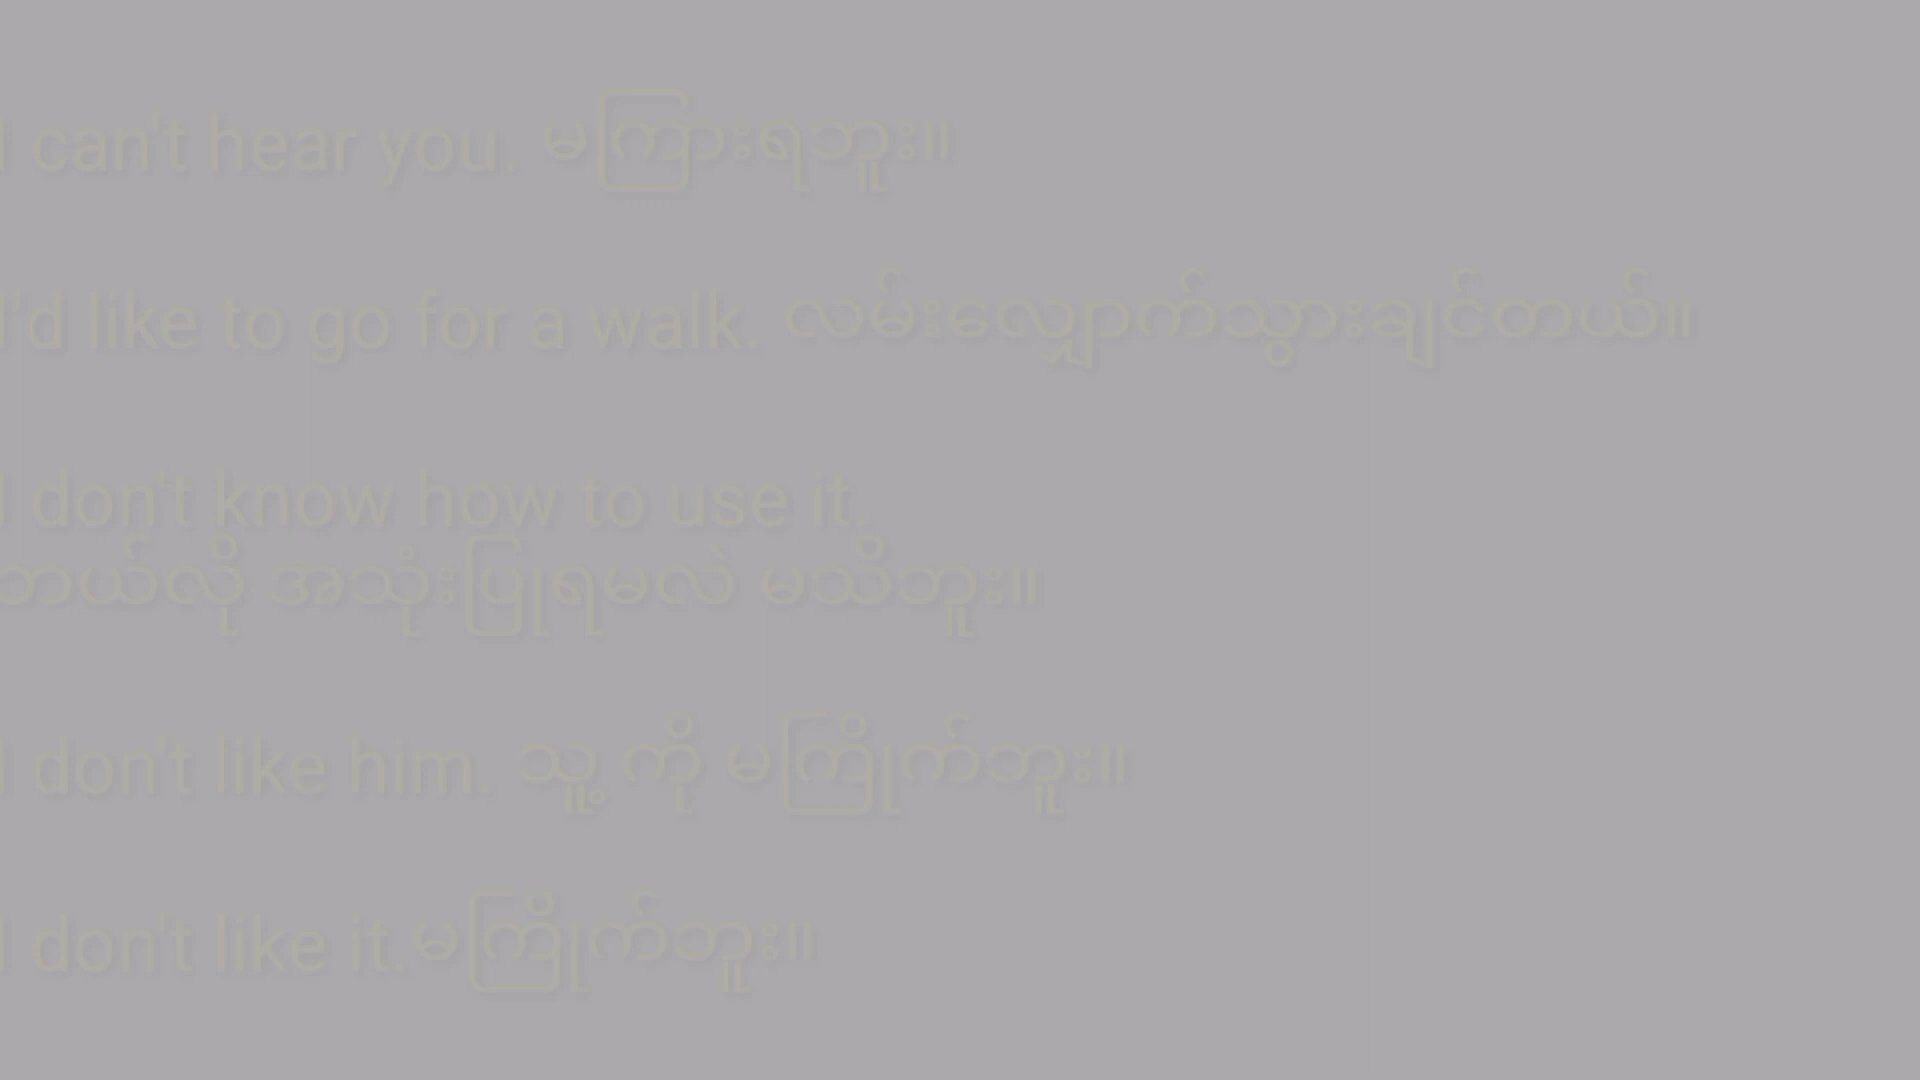 I can't hear you. မကြားရဘူး။
I'd like to go for a walk. လမ်းလျှောက်သွားချင်တယ်။
I don't know how to use it.
ဘယ်လို အသုံးပြုရမလဲ မသိဘူး။
I don't like him. သူ့ ကို မကြိုက်ဘူး။
I don't like it.မကြိုက်ဘူး။